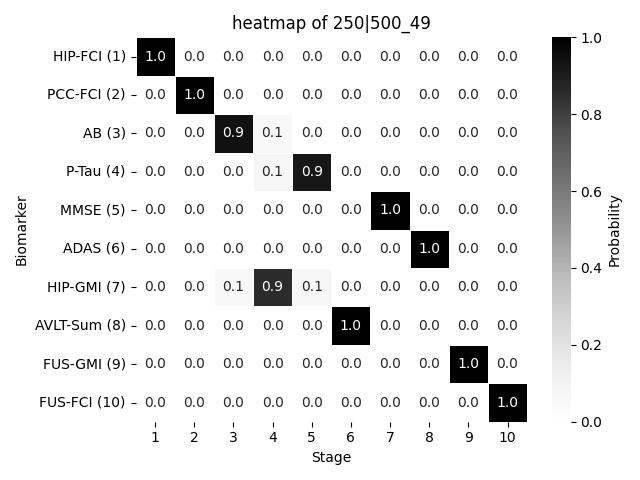 heatmap of 250|500_49
HIP-FCI (1) 1.0 0.0 0.0 0.0 0.0 0.0 0.0 0.0 0.0 0.0
PCC-FCI (2) 0.0 1.0 0.0 0.0 0.0 0.0 0.0 0.0 0.0 0.0
AB (3) 0.0 0.0 0.9 0.1 0.0 0.0 0.0 0.0 0.0 0.0
P-Tau (4) 0.0 0.0 0.0 0.1 0.9 0.0 0.0 0.0 0.0 0.0
MMSE (5) 0.0 0.0 0.0 0.0 0.0 0.0 1.0 0.0 0.0 0.0
ADAS (6) 0.0 0.0 0.0 0.0 0.0 0.0 0.0 1.0 0.0 0.0
HIP-GMI (7) 0.0 0.0 0.1 0.9 0.1 0.0 0.0 0.0 0.0 0.0
AVLT-Sum (8) 0.0 0.0 0.0 0.0 0.0 1.0 0.0 0.0 0.0 0.0
FUS-GMI (9) 0.0 0.0 0.0 0.0 0.0 0.0 0.0 0.0 1.0 0.0
FUS-FCI (10) 0.0 0.0 0.0 0.0 0.0 0.0 0.0 0.0 0.0 1.0
1 2 3 4 5 6 7 8 9 10
Stage
Biomarker
1.0
0.8
0.6
0.4
0.2
0.0
Probability